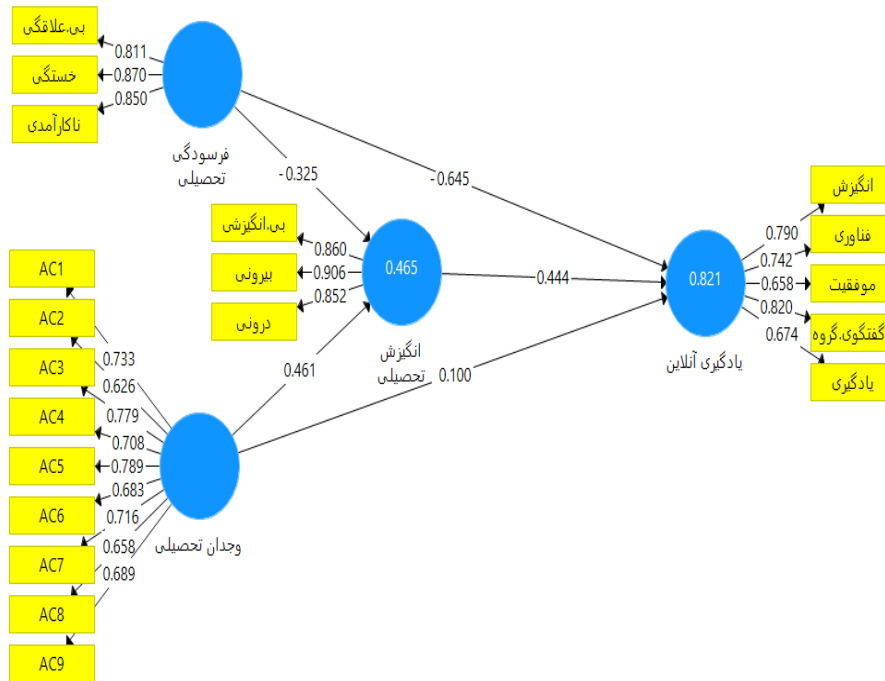 بی.علاقگی
0.811
خستگی
0.870
ناکارآمدی
0.850
فرسودگی
تحصیلی
-0.325
-0.645
بی.انگیزشی
0.860
بیرونی
0.906
درونی
0.852
0.465
انگیزش
تحصیلی
0.444
0.461
0.100
AC1
0.733
AC2
0.626
AC3
0.779
AC4
0.708
AC5
0.789
AC6
0.683
AC7
0.716
AC8
0.658
AC9
0.689
وجدان تحصیلی
0.821
یادگیری آنلاین
انگیزش
0.790
فناوری
0.742
موفقیت
0.658
گفتگوی.گروه
0.820
یادگیری
0.674